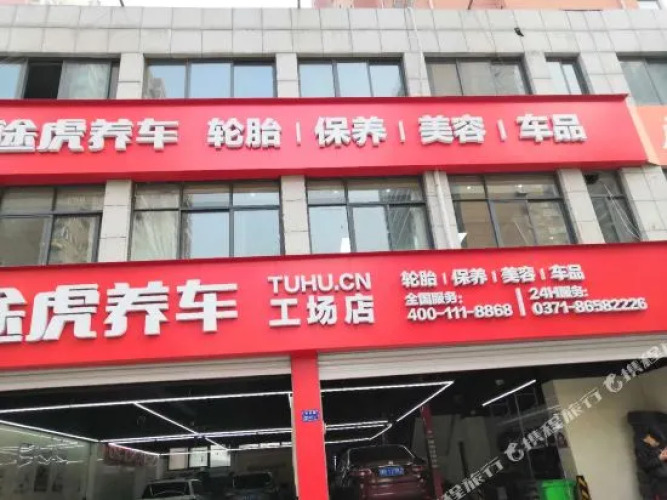 途虎养车 轮胎 | 保养 | 美容 | 车品
途虎养车 TUHU.CN 工场店
轮胎 | 保养 | 美容 | 车品
全国服务: 400-111-8868 | 24H服务: 0371-86582226
携程旅行
携程